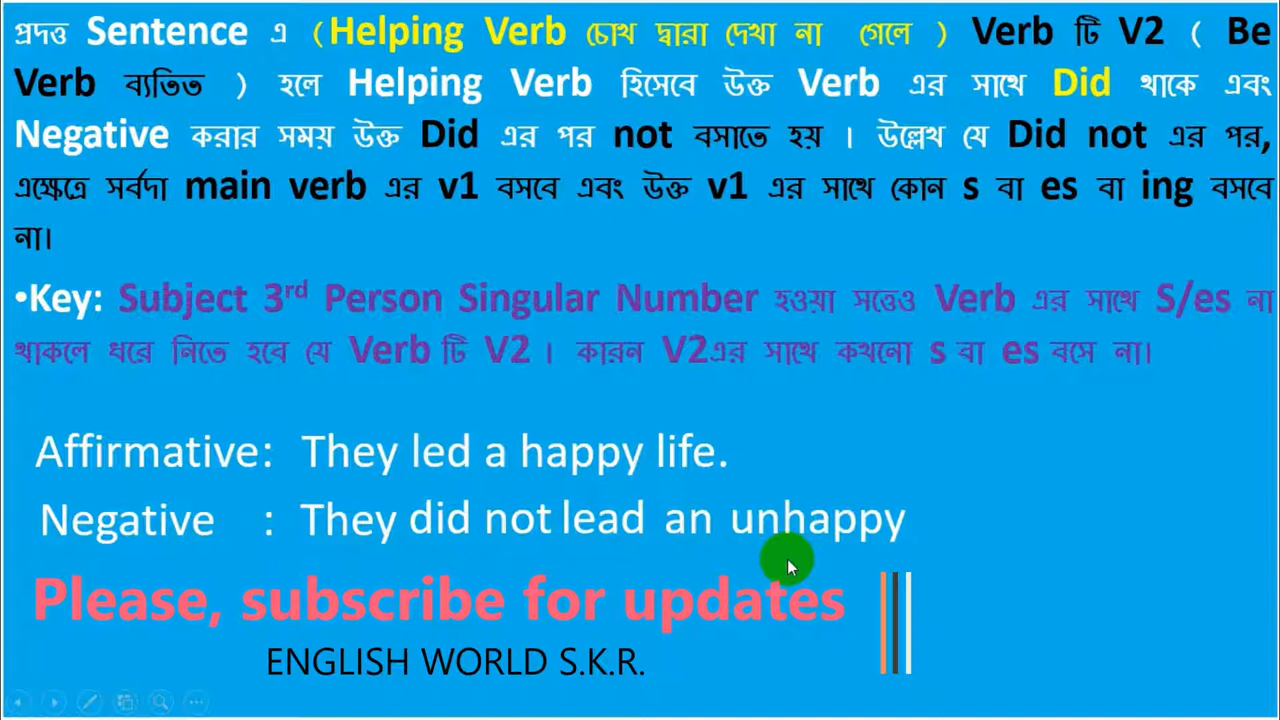 প্রদত্ত Sentence এ (Helping Verb চোখ দ্বারা দেখা না গেলে ) Verb টি V2 ( Be
Verb ব্যতিত ) হলে Helping Verb হিসেবে উক্ত Verb এর সাথে Did থাকে এবং
Negative করার সময় উক্ত Did এর পর not বসাতে হয় । উল্লেখ যে Did not এর পর,
এক্ষেত্রে সর্বদা main verb এর v1 বসবে এবং উক্ত v1 এর সাথে কোন s বা es বা ing বসবে
না।
•Key: Subject 3rd Person Singular Number হওয়া সত্তেও Verb এর সাথে S/es না
থাকলে ধরে নিতে হবে যে Verb টি V2 । কারন V2এর সাথে কখনো s বা es বসে না।
Affirmative: They led a happy life.
Negative : They did not lead an unhappy
Please, subscribe for updates
ENGLISH WORLD S.K.R.